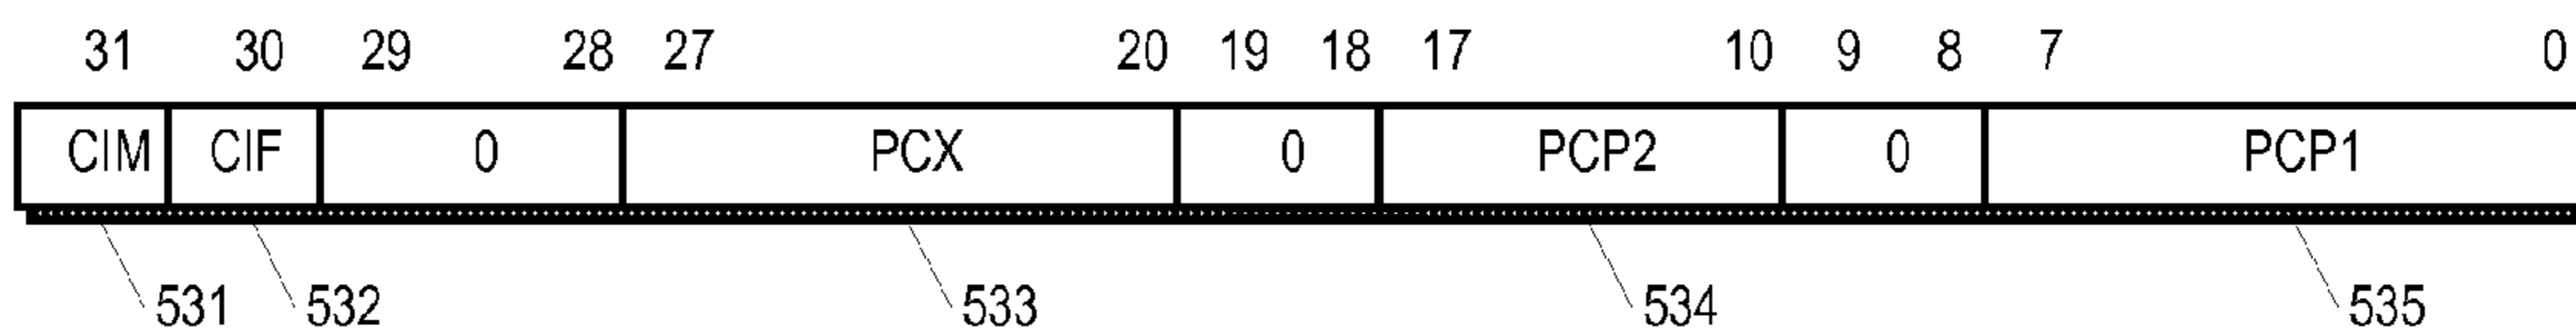 31 30 29 28 27 20 19 18 17 10 9 8 7 0
CIM CIF 0 PCX 0 PCP2 0 PCP1
531 532 533 534 535